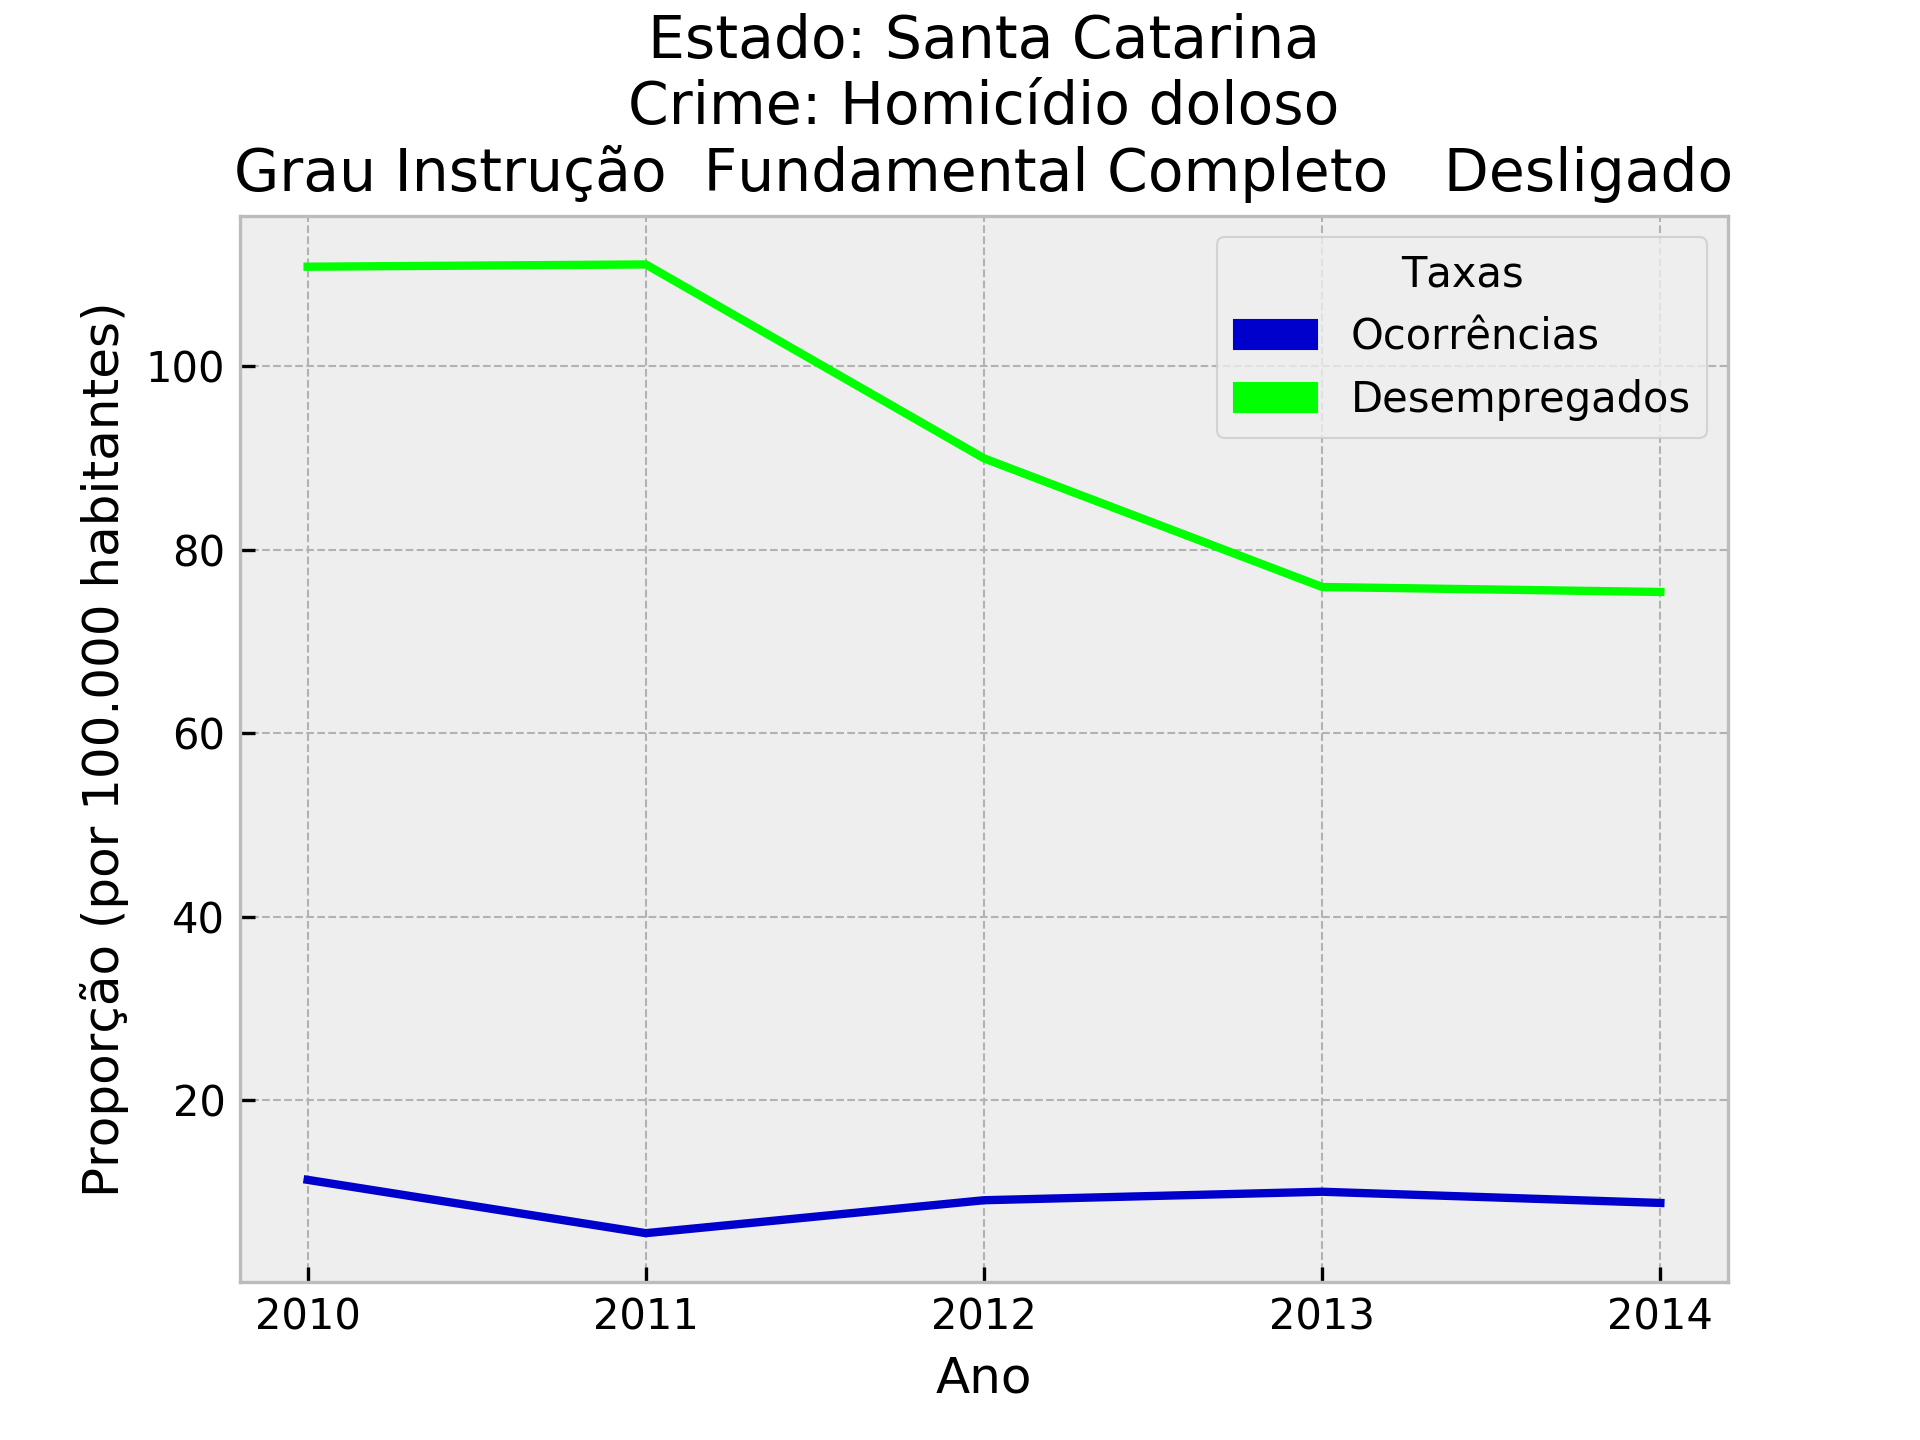 Estado: Santa Catarina
Crime: Homicídio doloso
Grau Instrução  Fundamental Completo   Desligado
Taxas
Ocorrências
Desempregados
Proporção (por 100.000 habitantes)
100
80
60
40
20
2010
2011
2012
2013
2014
Ano